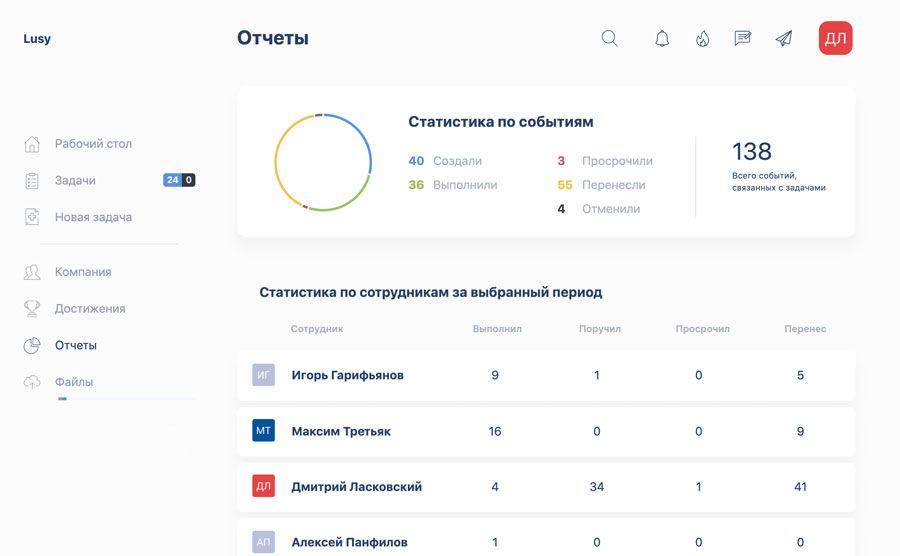 Lusy
Отчеты
ДЛ
Рабочий стол
Задачи 24 0
Новая задача
Компания
Достижения
Отчеты
Файлы
Статистика по событиям
40 Создали
36 Выполнили
3 Просрочили
55 Перенесли
4 Отменили
138
Всего событий,
связанных с задачами
Статистика по сотрудникам за выбранный период
Сотрудник Выполнил Поручил Просрочил Перенес
ИГ Игорь Гарифьянов 9 1 0 5
МТ Максим Третьяк 16 0 0 9
ДЛ Дмитрий Ласковский 4 34 1 41
АП Алексей Панфилов 1 0 0 0